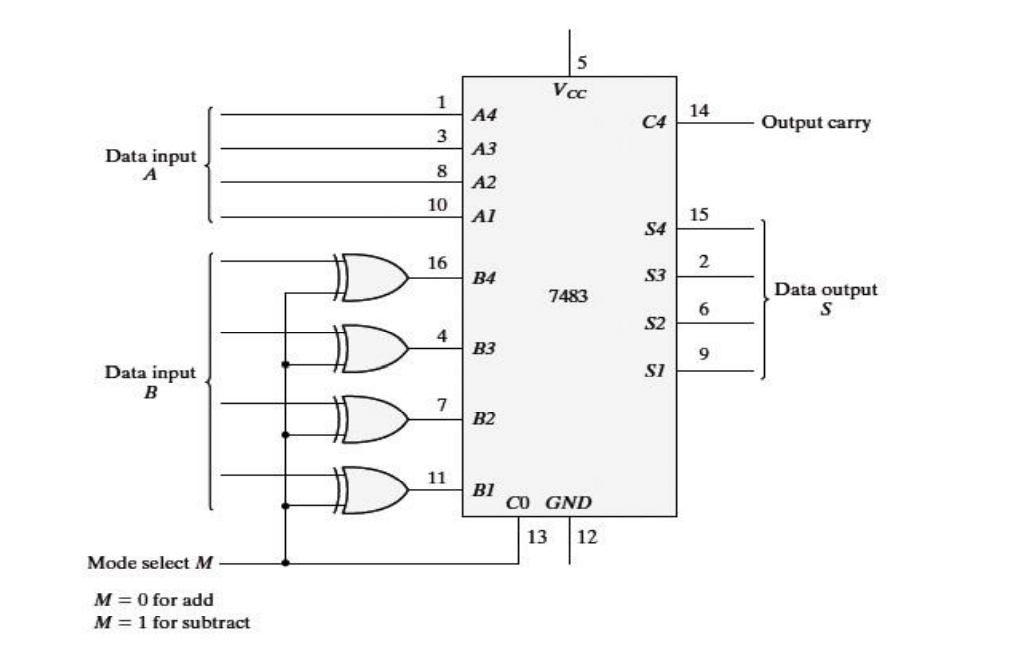 5
V CC
1
A4
14
C4
Output carry
3
A3
Data input
A
8
A2
10
A1
15
S4
16
B4
2
S3
7483
Data output
S
6
S2
4
B3
9
S1
Data input
B
7
B2
11
B1
C0 GND
13
12
Mode select M
M = 0 for add
M = 1 for subtract